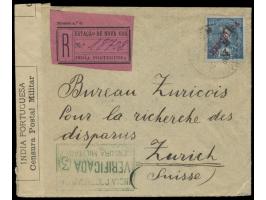 INDIA PORTUGUESA
Censura Postal Militar
ESTAÇÃO DE NOVA GOA
R
INDIA PORTUGUESA
Bureau Zuricois
Pour la recherche des
disparus
Zurich
(Suisse)
VERIFICADA